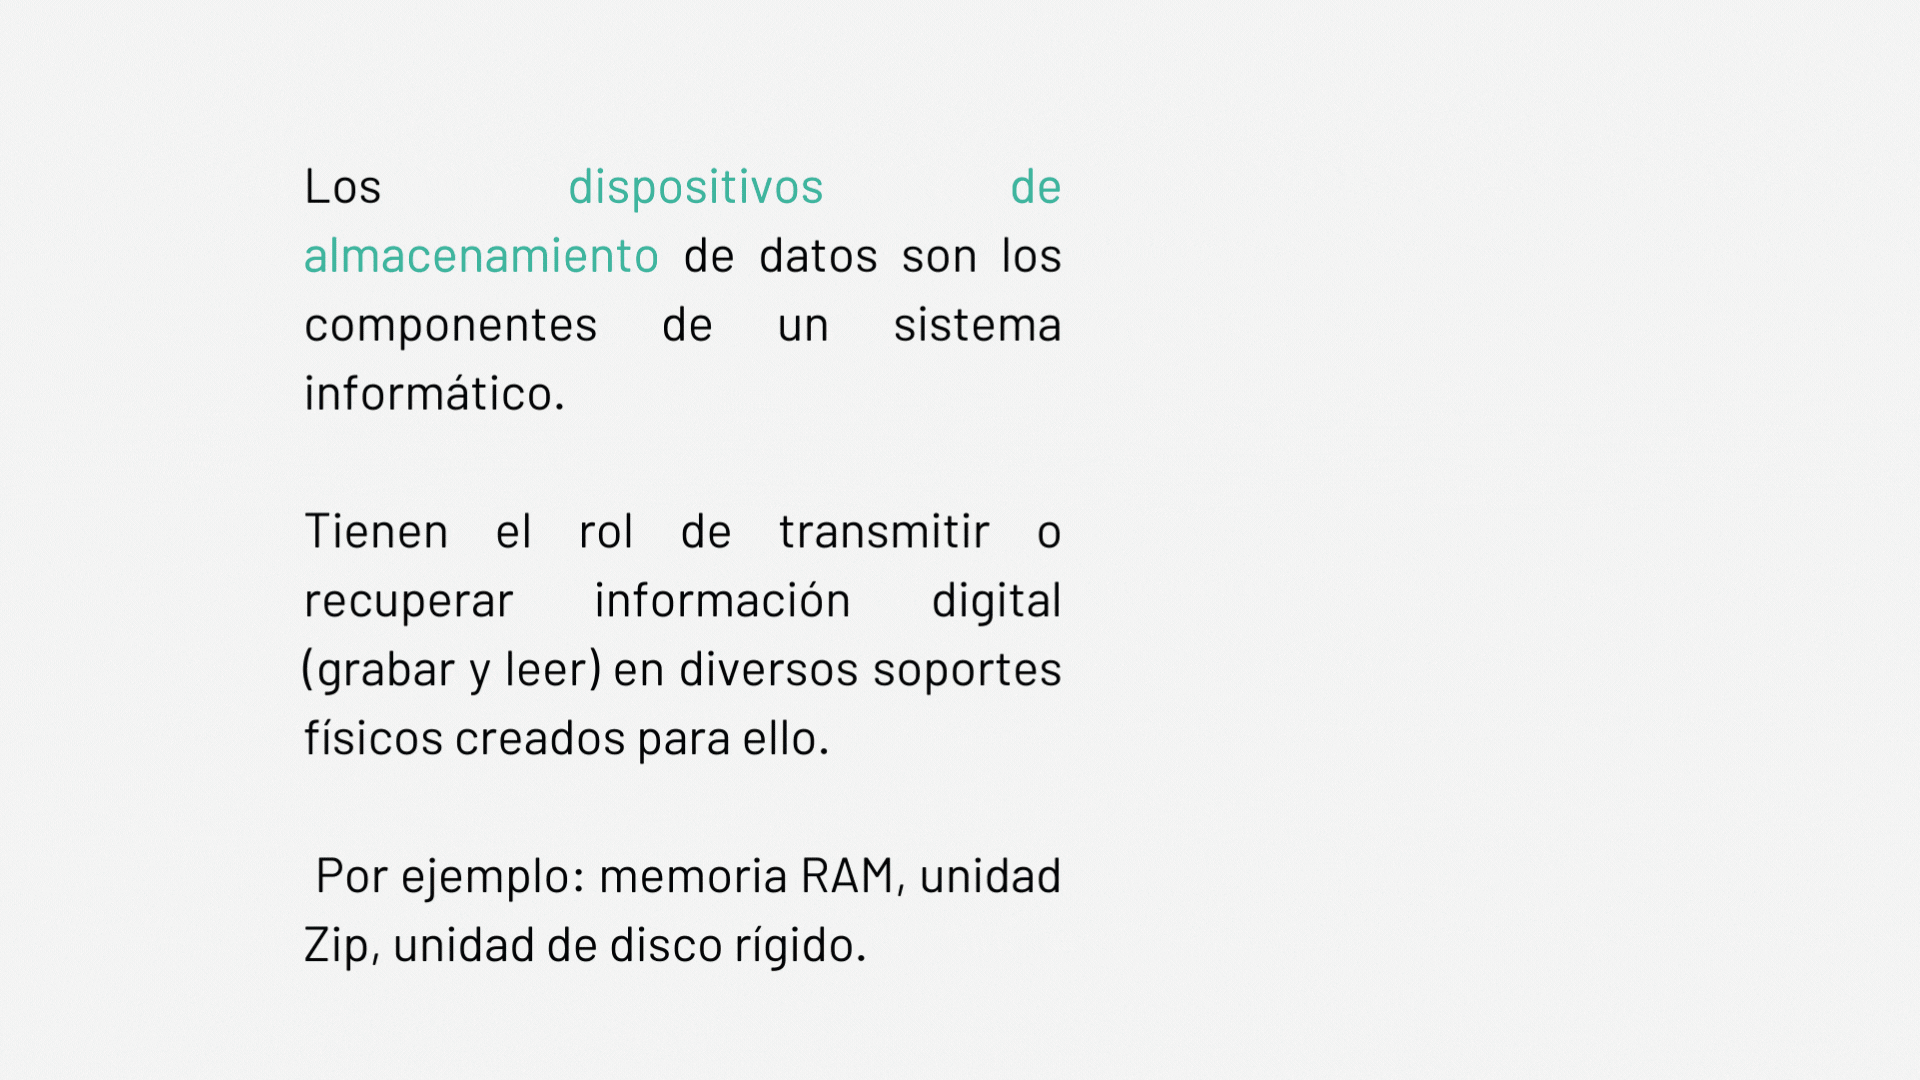 Los dispositivos de
almacenamiento de datos son los
componentes de un sistema
informático.
Tienen el rol de transmitir o
recuperar información digital
(grabar y leer) en diversos soportes
físicos creados para ello.
Por ejemplo: memoria RAM, unidad
Zip, unidad de disco rígido.